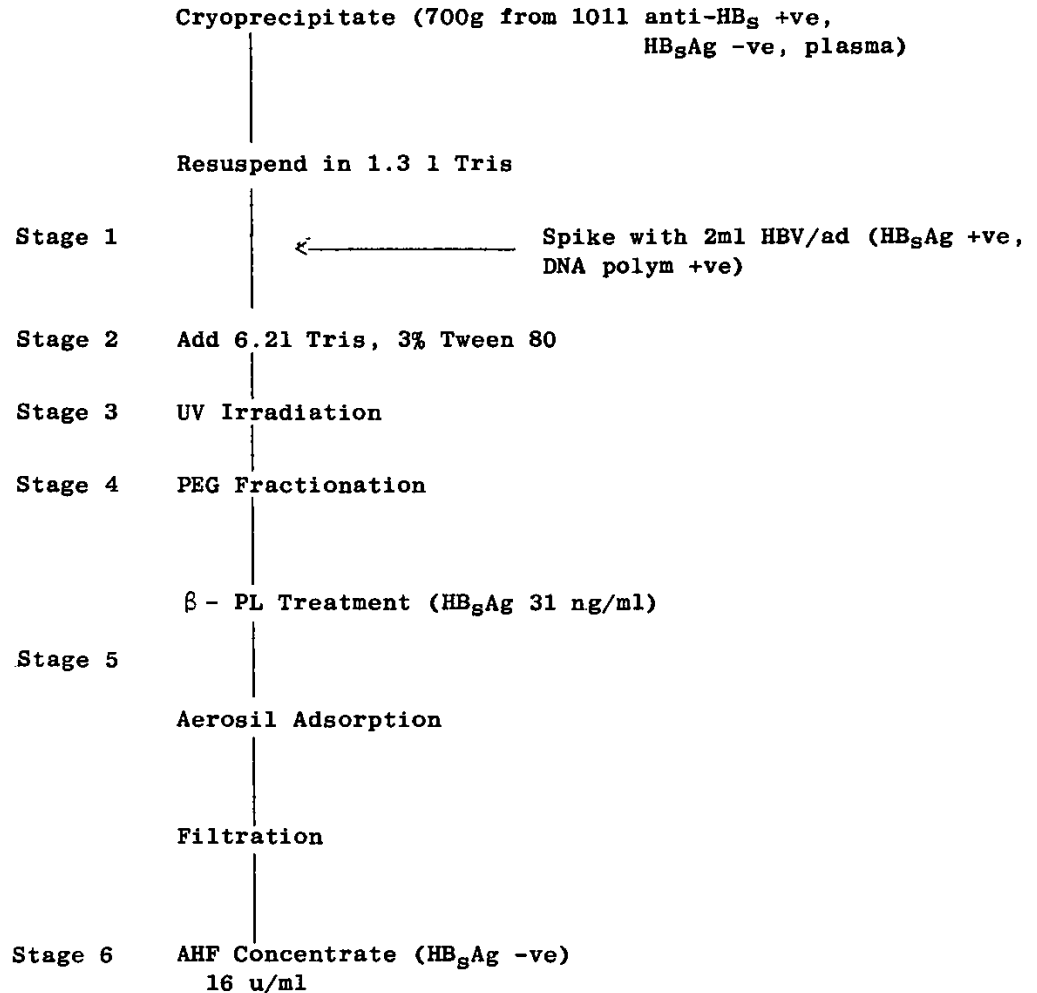 Cryoprecipitate (700g from 101l anti-HBs +ve,
HBsAg -ve, plasma)
Resuspend in 1.3 l Tris
Stage 1 Spike with 2ml HBV/ad (HBsAg +ve,
DNA polym +ve)
Stage 2 Add 6.2l Tris, 3% Tween 80
Stage 3 UV Irradiation
Stage 4 PEG Fractionation
β - PL Treatment (HBsAg 31 ng/ml)
Stage 5
Aerosil Adsorption
Filtration
Stage 6 AHF Concentrate (HBsAg -ve)
16 u/ml